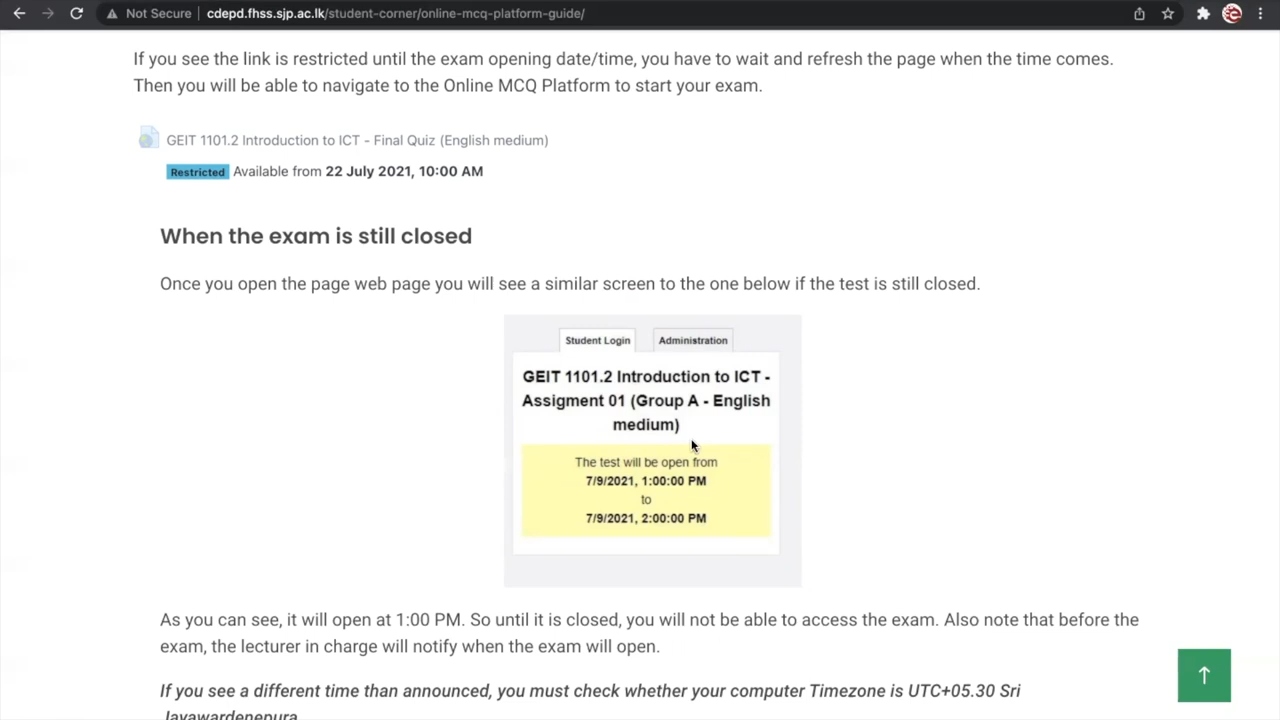 Not Secure
cdepd.fhss.sjp.ac.lk/student-corner/online-mcq-platform-guide/
If you see the link is restricted until the exam opening date/time, you have to wait and refresh the page when the time comes.
Then you will be able to navigate to the Online MCQ Platform to start your exam.
GEIT 1101.2 Introduction to ICT - Final Quiz (English medium)
Restricted Available from 22 July 2021, 10:00 AM
When the exam is still closed
Once you open the page web page you will see a similar screen to the one below if the test is still closed.
Student Login Administration
GEIT 1101.2 Introduction to ICT -
Assigment 01 (Group A - English
medium)
The test will be open from
7/9/2021, 1:00:00 PM
to
7/9/2021, 2:00:00 PM
As you can see, it will open at 1:00 PM. So until it is closed, you will not be able to access the exam. Also note that before the
exam, the lecturer in charge will notify when the exam will open.
If you see a different time than announced, you must check whether your computer Timezone is UTC+05.30 Sri
Jayawardenepura